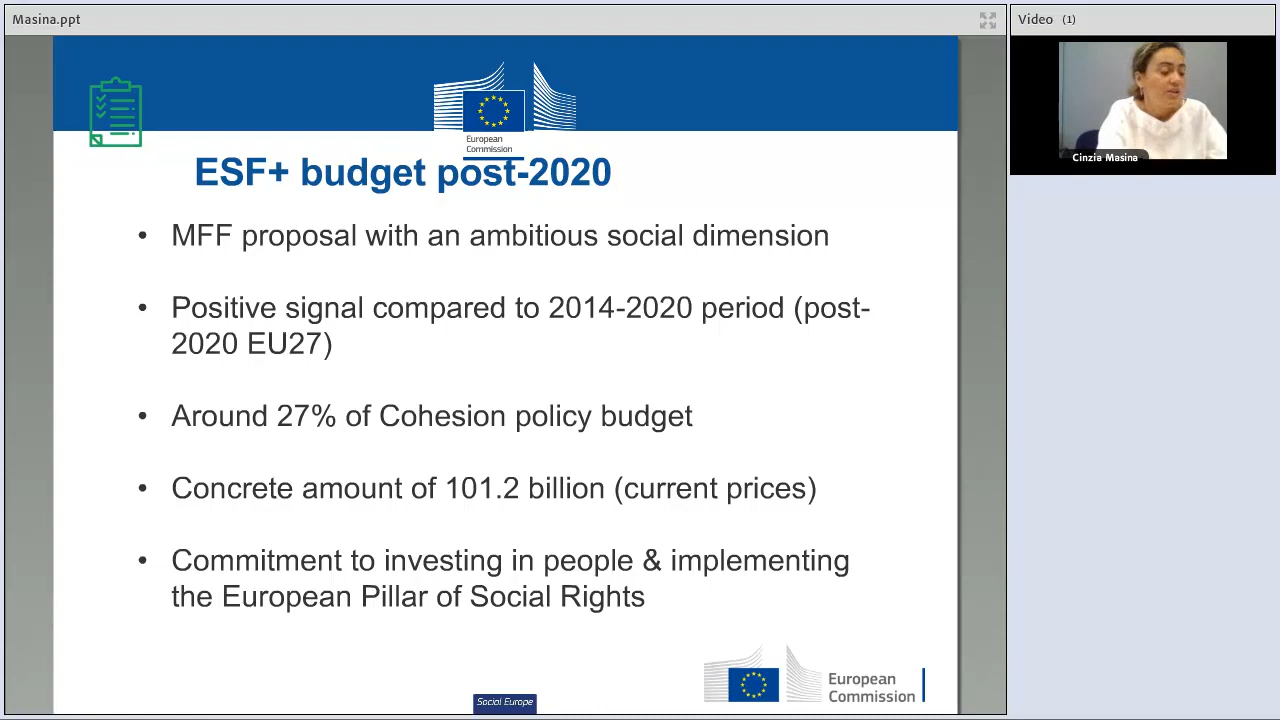 Masina.ppt
Video (1)
European
Commission
Cinzia Masina
ESF+ budget post-2020
• MFF proposal with an ambitious social dimension
• Positive signal compared to 2014-2020 period (post-
2020 EU27)
• Around 27% of Cohesion policy budget
• Concrete amount of 101.2 billion (current prices)
• Commitment to investing in people & implementing
the European Pillar of Social Rights
European
Commission
Social Europe